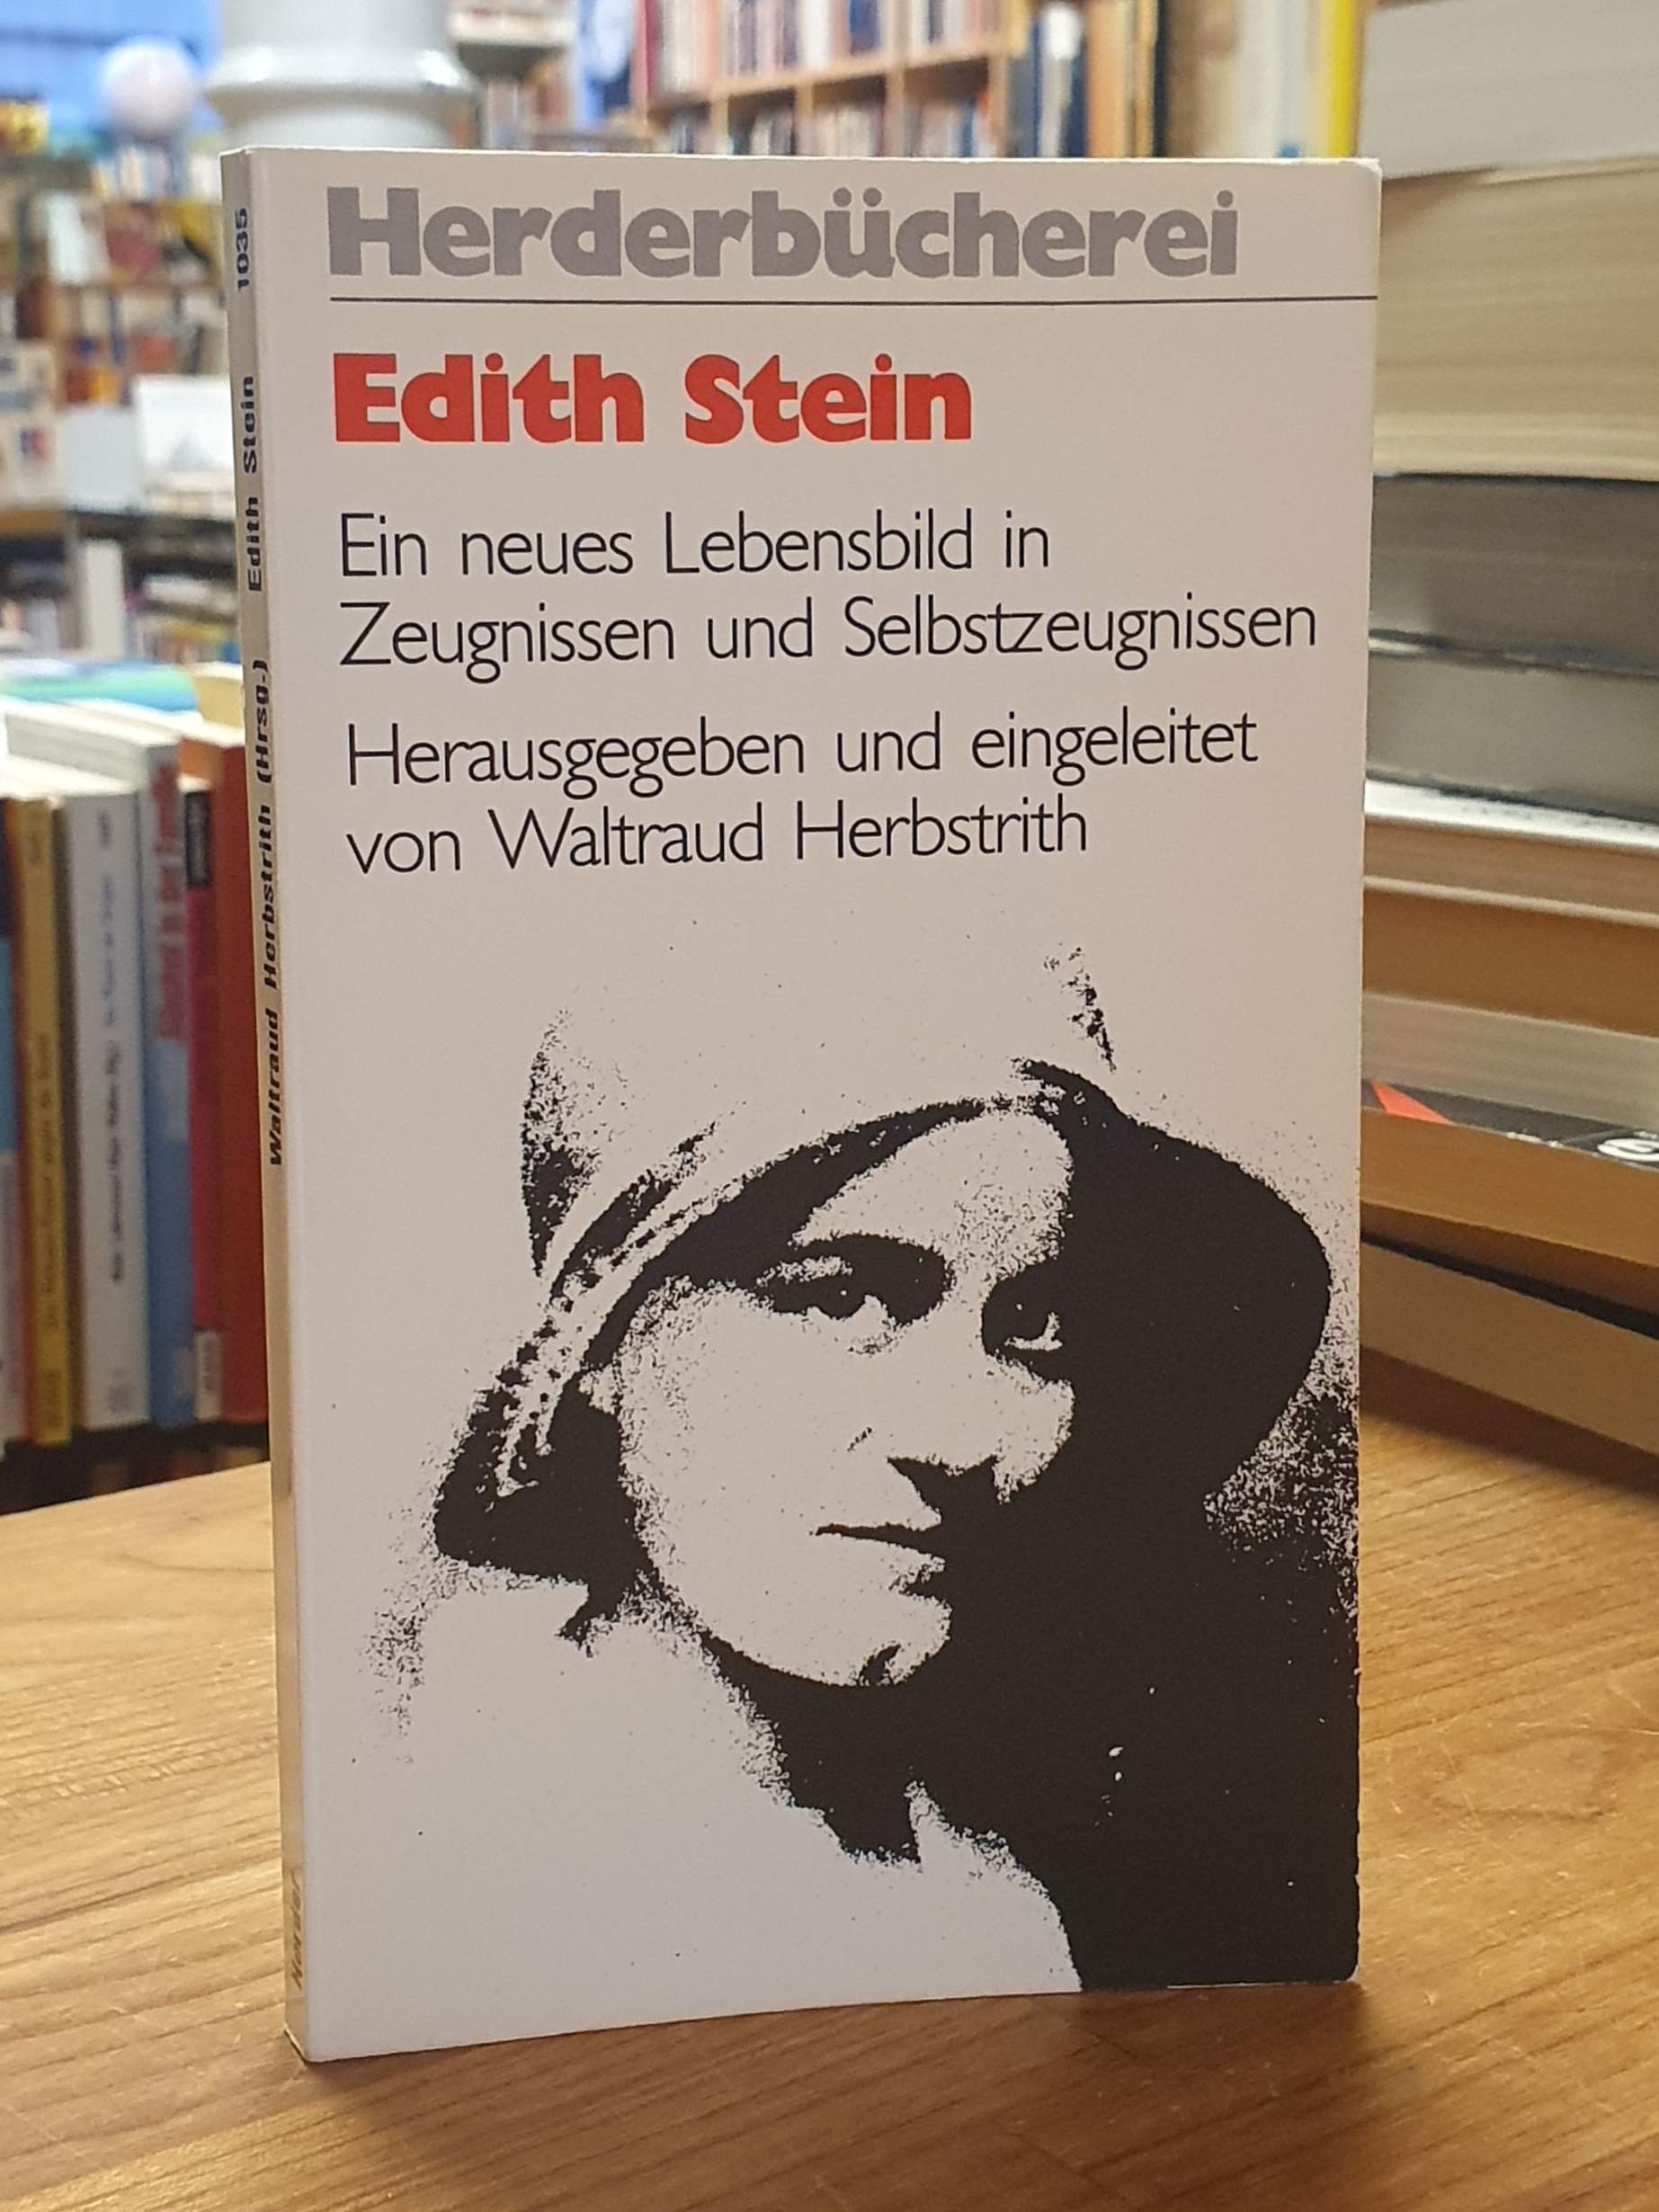 Herderbücherei
Edith Stein
Ein neues Lebensbild in
Zeugnissen und Selbstzeugnissen
Herausgegeben und eingeleitet
von Waltraud Herbstrith
Waltraud Herbstrith (Hrsg.) Edith Stein 1035
Herder